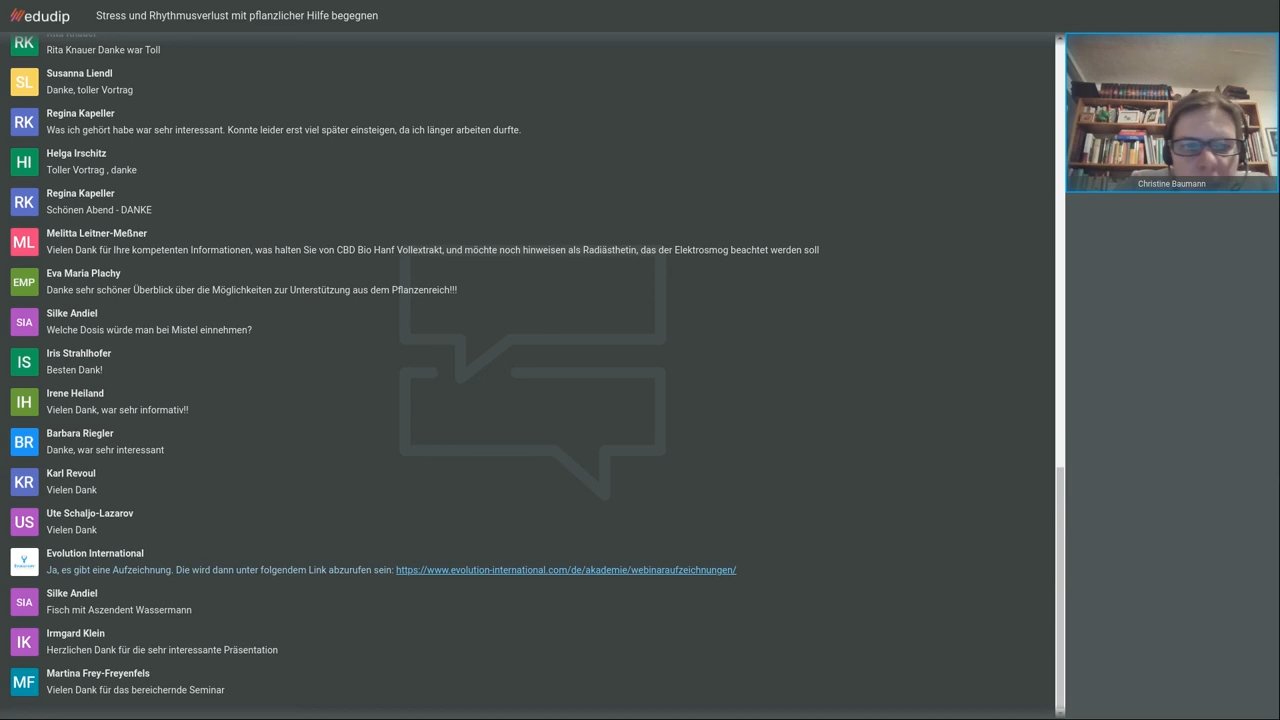 edudip
Stress und Rhythmusverlust mit pflanzlicher Hilfe begegnen
RK
Rita Knauer
Rita Knauer Danke war Toll
SL
Susanna Liendl
Danke, toller Vortrag
RK
Regina Kapeller
Was ich gehört habe war sehr interessant. Konnte leider erst viel später einsteigen, da ich länger arbeiten durfte.
HI
Helga Irschitz
Toller Vortrag , danke
RK
Regina Kapeller
Schönen Abend - DANKE
ML
Melitta Leitner-Meßner
Vielen Dank für Ihre kompetenten Informationen, was halten Sie von CBD Bio Hanf Vollextrakt, und möchte noch hinweisen als Radiästhetin, das der Elektrosmog beachtet werden soll
EMP
Eva Maria Plachy
Danke sehr schöner Überblick über die Möglichkeiten zur Unterstützung aus dem Pflanzenreich!!!
SIA
Silke Andiel
Welche Dosis würde man bei Mistel einnehmen?
IS
Iris Strahlhofer
Besten Dank!
IH
Irene Heiland
Vielen Dank, war sehr informativ!!
BR
Barbara Riegler
Danke, war sehr interessant
KR
Karl Revoul
Vielen Dank
US
Ute Schaljo-Lazarov
Vielen Dank
Evolution International
Ja, es gibt eine Aufzeichnung. Die wird dann unter folgendem Link abzurufen sein: https://www.evolution-international.com/de/akademie/webinaraufzeichnungen/
SIA
Silke Andiel
Fisch mit Aszendent Wassermann
IK
Irmgard Klein
Herzlichen Dank für die sehr interessante Präsentation
MF
Martina Frey-Freyenfels
Vielen Dank für das bereichernde Seminar
Christine Baumann